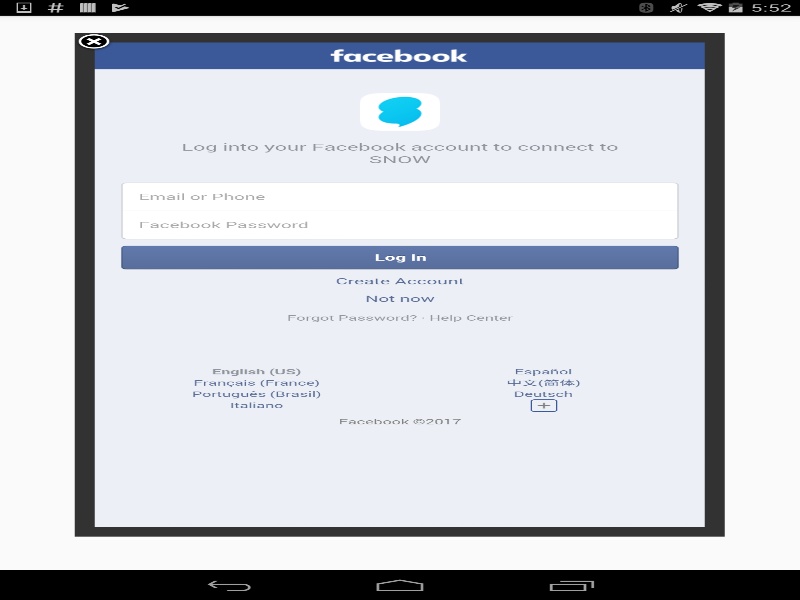 # 5:52
facebook
Log into your Facebook account to connect to
SNOW
Email or Phone
Facebook Password
Log In
Create Account
Not now
Forgot Password? · Help Center
English (US) Español
Français (France) 中文(简体)
Português (Brasil) Deutsch
Italiano +
Facebook ©2017